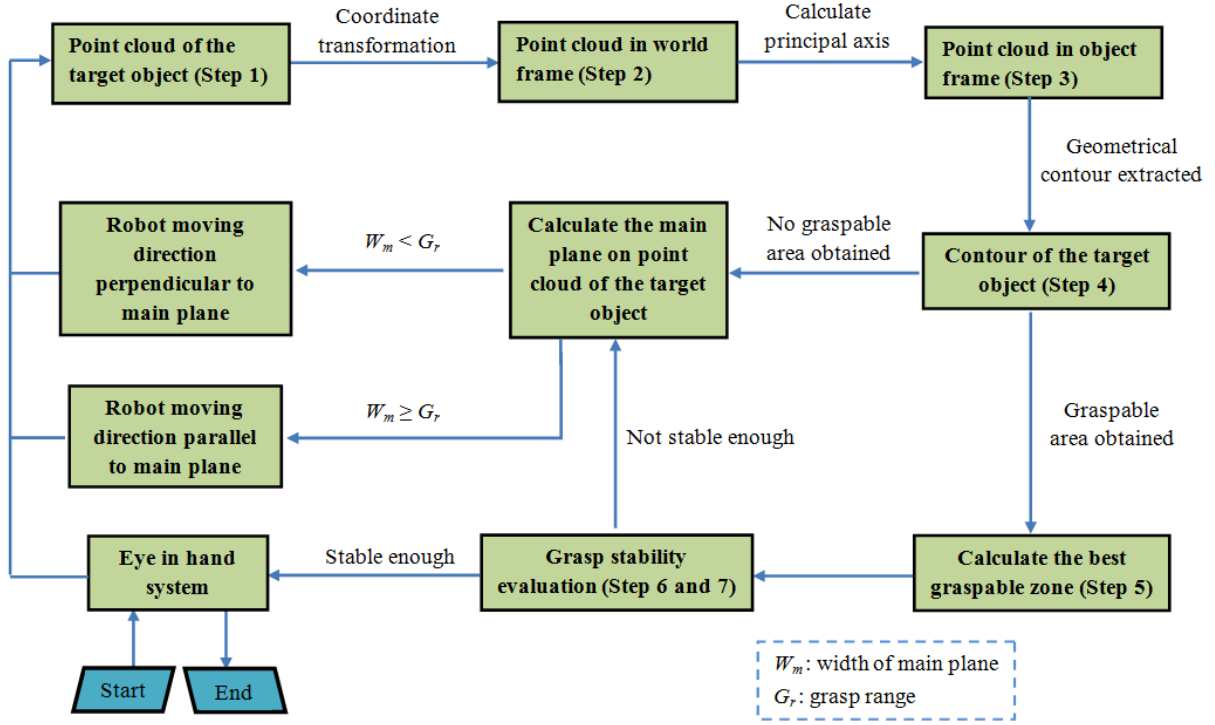 Coordinate
transformation
Calculate
principal axis
Point cloud of the
target object (Step 1)
Point cloud in world
frame (Step 2)
Point cloud in object
frame (Step 3)
Geometrical
contour extracted
Robot moving
direction
perpendicular to
main plane
Wₘ < Gᵣ
Calculate the main
plane on point
cloud of the target
object
No graspable
area obtained
Contour of the target
object (Step 4)
Robot moving
direction parallel
to main plane
Wₘ ≥ Gᵣ
Not stable enough
Graspable
area obtained
Eye in hand
system
Stable enough
Grasp stability
evaluation (Step 6 and 7)
Calculate the best
graspable zone (Step 5)
Start
End
Wₘ: width of main plane
Gᵣ: grasp range